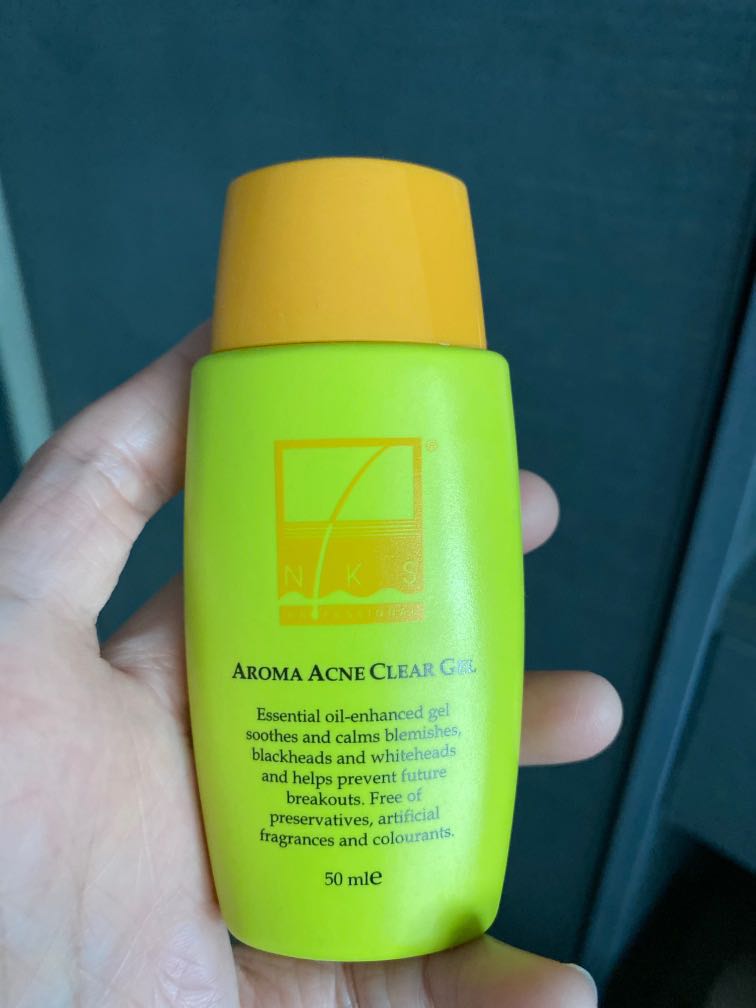 ®
N K S
PROFESSIONAL
AROMA ACNE CLEAR GEL
Essential oil-enhanced gel
soothes and calms blemishes,
blackheads and whiteheads
and helps prevent future
breakouts. Free of
preservatives, artificial
fragrances and colourants.
50 ml℮